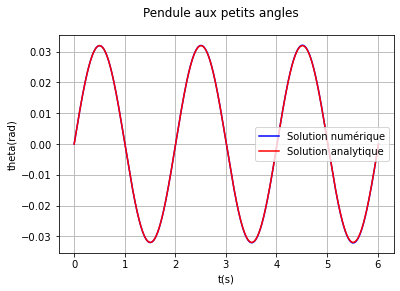 Pendule aux petits angles
0.03
0.02
0.01
0.00
−0.01
−0.02
−0.03
theta(rad)
Solution numérique
Solution analytique
0 1 2 3 4 5 6
t(s)